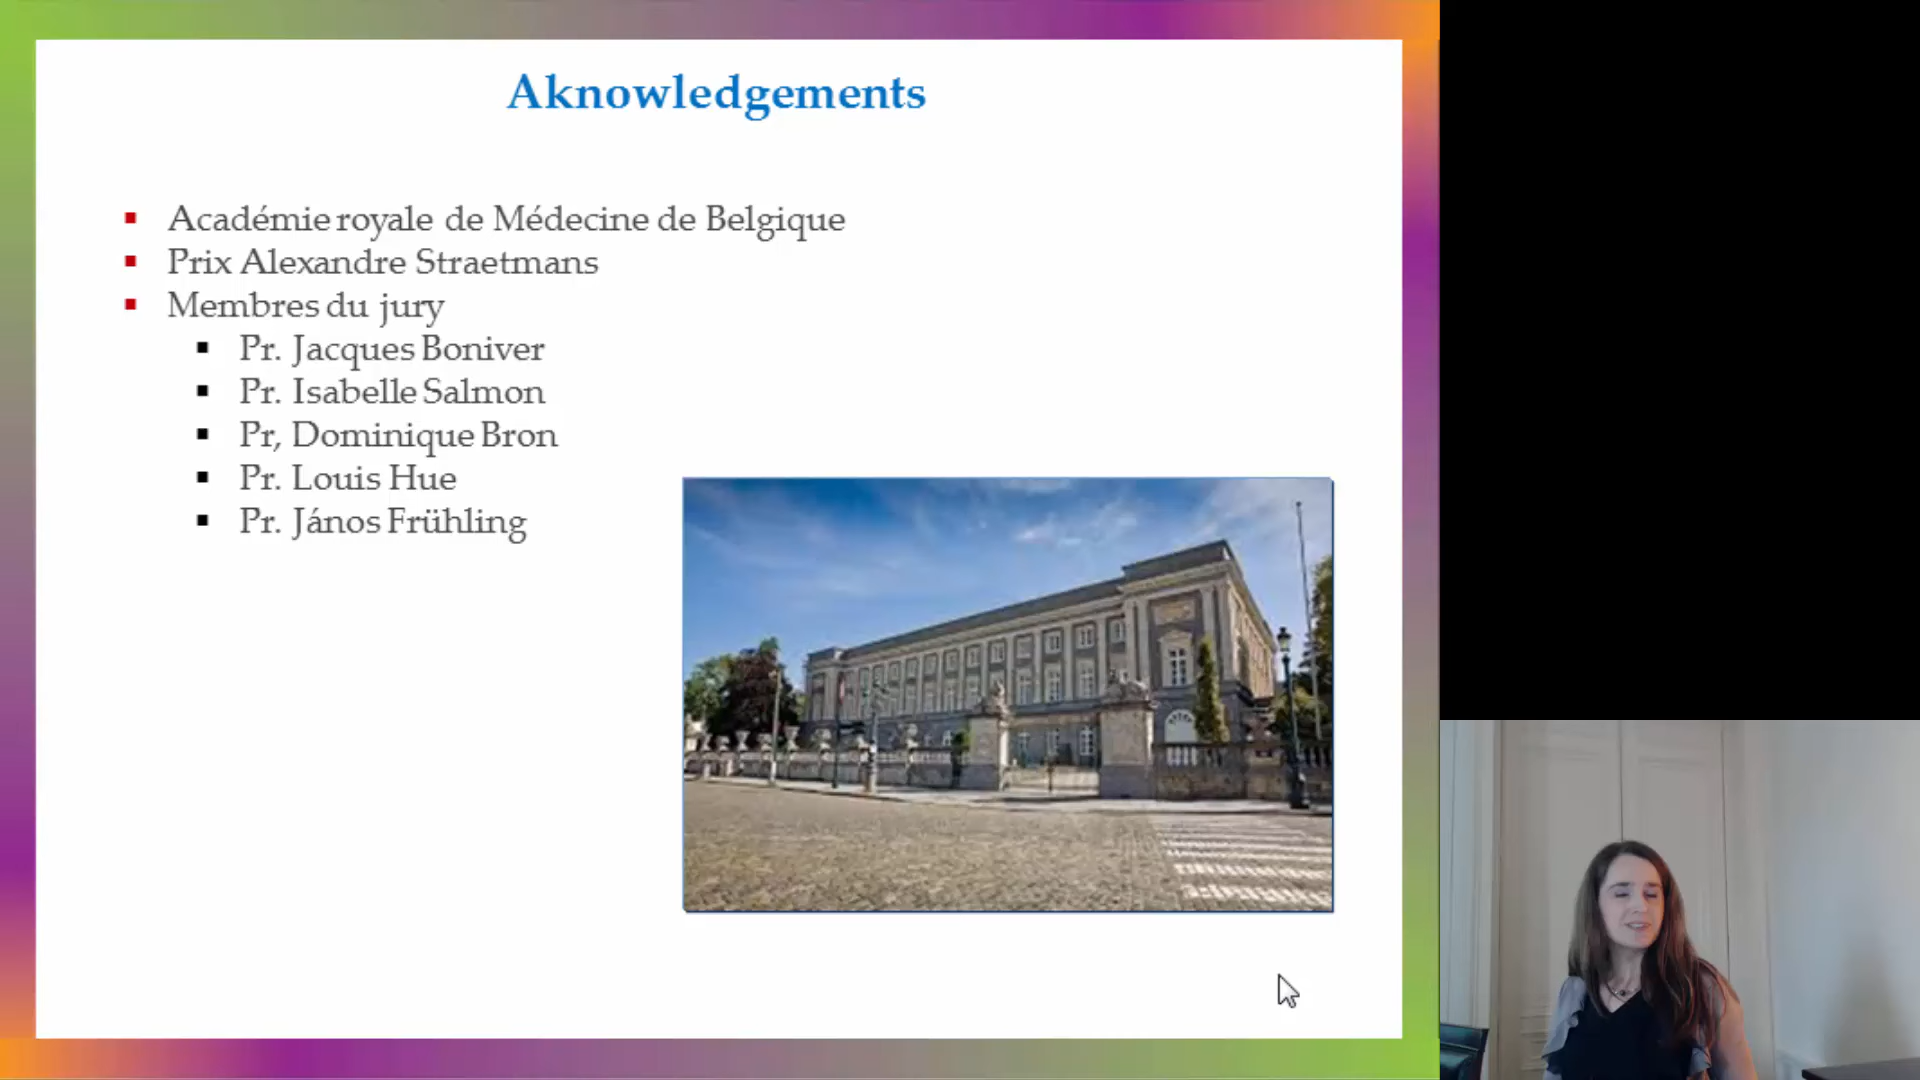 Aknowledgements
Académie royale de Médecine de Belgique
Prix Alexandre Straetmans
Membres du jury
Pr. Jacques Boniver
Pr. Isabelle Salmon
Pr, Dominique Bron
Pr. Louis Hue
Pr. János Frühling